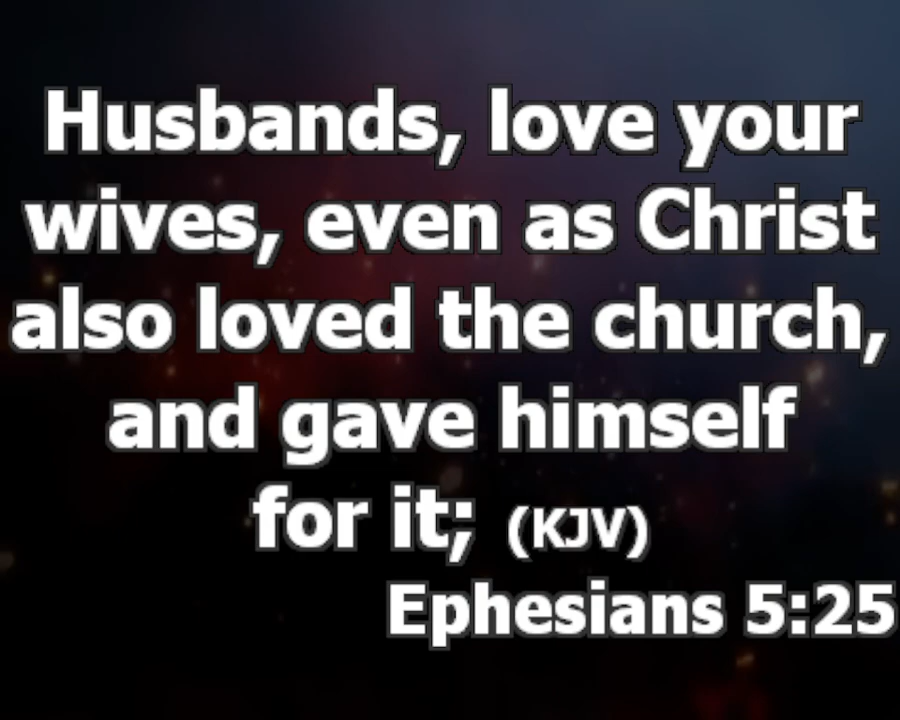 Husbands, love your
wives, even as Christ
also loved the church,
and gave himself
for it; (KJV)
Ephesians 5:25